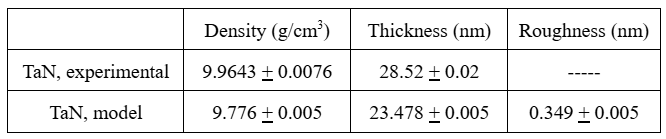 Density (g/cm³) Thickness (nm) Roughness (nm)
TaN, experimental 9.9643 ± 0.0076 28.52 ± 0.02 -----
TaN, model 9.776 ± 0.005 23.478 ± 0.005 0.349 ± 0.005